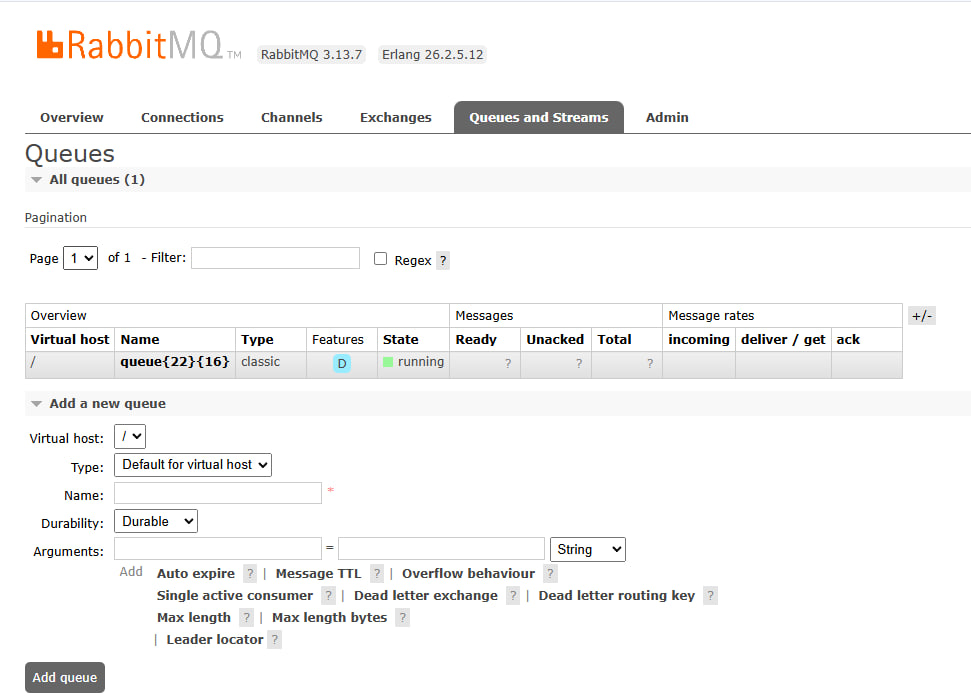 RabbitMQ TM RabbitMQ 3.13.7 Erlang 26.2.5.12
Overview Connections Channels Exchanges Queues and Streams Admin
Queues
All queues (1)
Pagination
Page 1 of 1 - Filter: Regex ?
Overview Messages Message rates +/-
Virtual host Name Type Features State Ready Unacked Total incoming deliver / get ack
/ queue{22}{16} classic D running ? ? ?
Add a new queue
Virtual host: /
Type: Default for virtual host
Name: *
Durability: Durable
Arguments: = String
Add Auto expire ? | Message TTL ? | Overflow behaviour ?
Single active consumer ? | Dead letter exchange ? | Dead letter routing key ?
Max length ? | Max length bytes ?
| Leader locator ?
Add queue